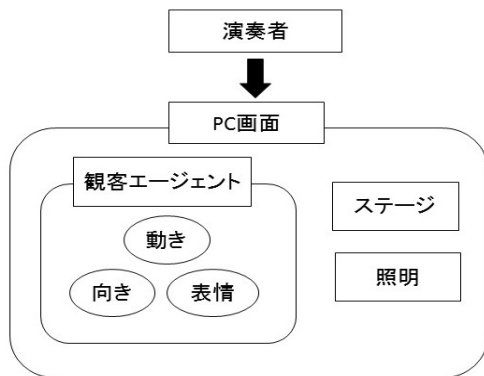 演奏者
PC画面
観客エージェント
動き
向き
表情
ステージ
照明